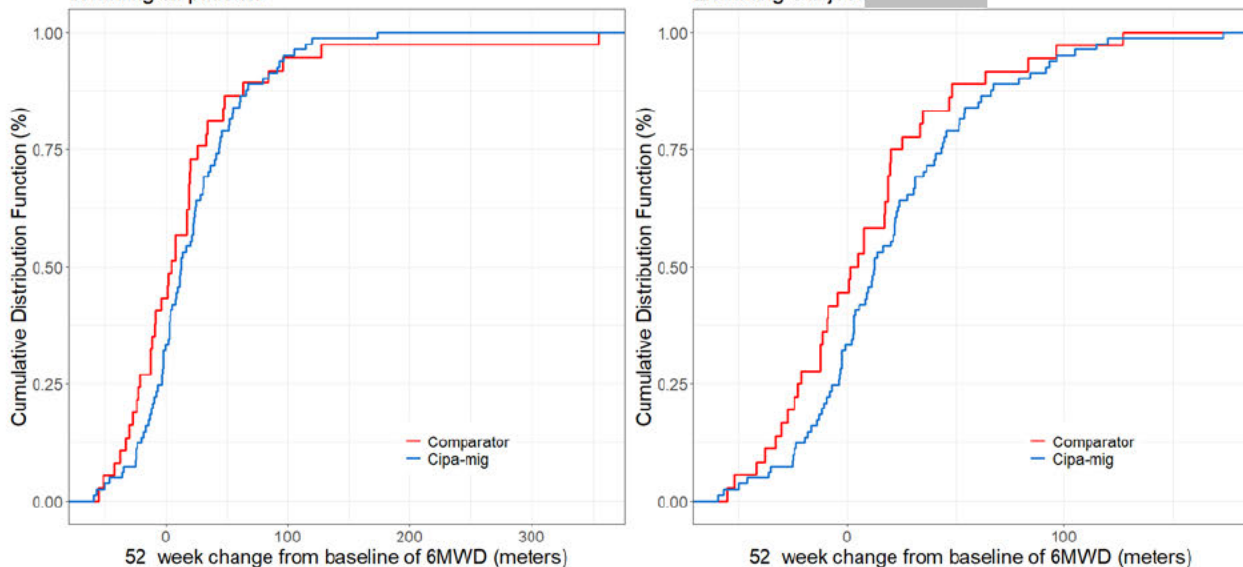 1.00
0.75
0.50
0.25
0.00
Cumulative Distribution Function (%)
Comparator
Cipa-mig
0
100
200
300
52 week change from baseline of 6MWD (meters)
1.00
0.75
0.50
0.25
0.00
Cumulative Distribution Function (%)
Comparator
Cipa-mig
0
100
52 week change from baseline of 6MWD (meters)